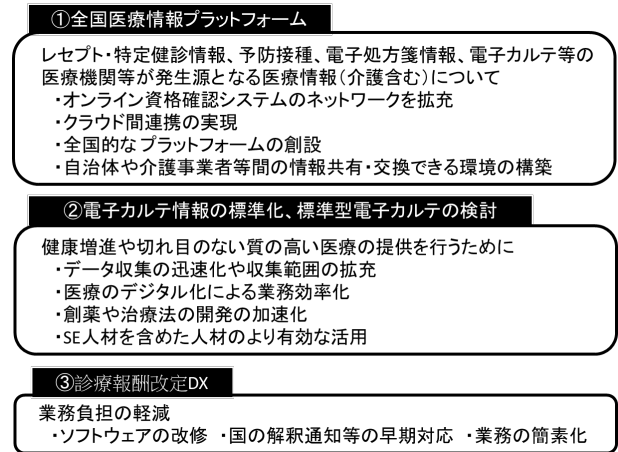 ①全国医療情報プラットフォーム
レセプト・特定健診情報、予防接種、電子処方箋情報、電子カルテ等の
医療機関等が発生源となる医療情報（介護含む）について
・オンライン資格確認システムのネットワークを拡充
・クラウド間連携の実現
・全国的なプラットフォームの創設
・自治体や介護事業者等間の情報共有・交換できる環境の構築
②電子カルテ情報の標準化、標準型電子カルテの検討
健康増進や切れ目のない質の高い医療の提供を行うために
・データ収集の迅速化や収集範囲の拡充
・医療のデジタル化による業務効率化
・創薬や治療法の開発の加速化
・SE人材を含めた人材のより有効な活用
③診療報酬改定DX
業務負担の軽減
・ソフトウェアの改修 ・国の解釈通知等の早期対応 ・業務の簡素化